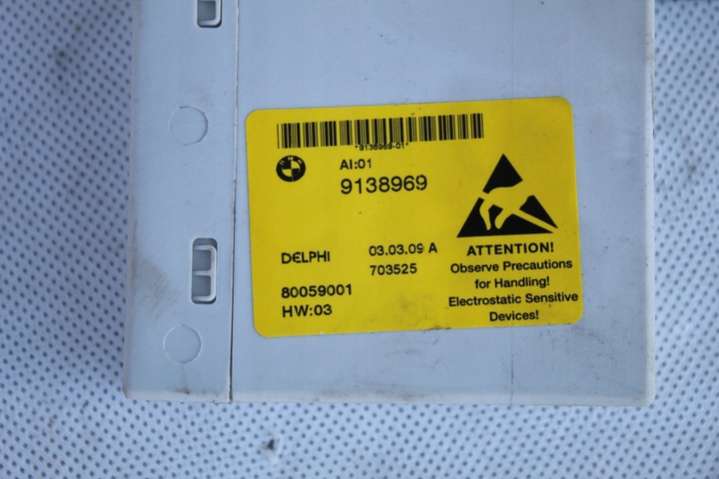 *9138969-01*
AI:01
9138969
DELPHI
03.03.09 A
703525
80059001
HW:03
ATTENTION!
Observe Precautions
for Handling!
Electrostatic Sensitive
Devices!